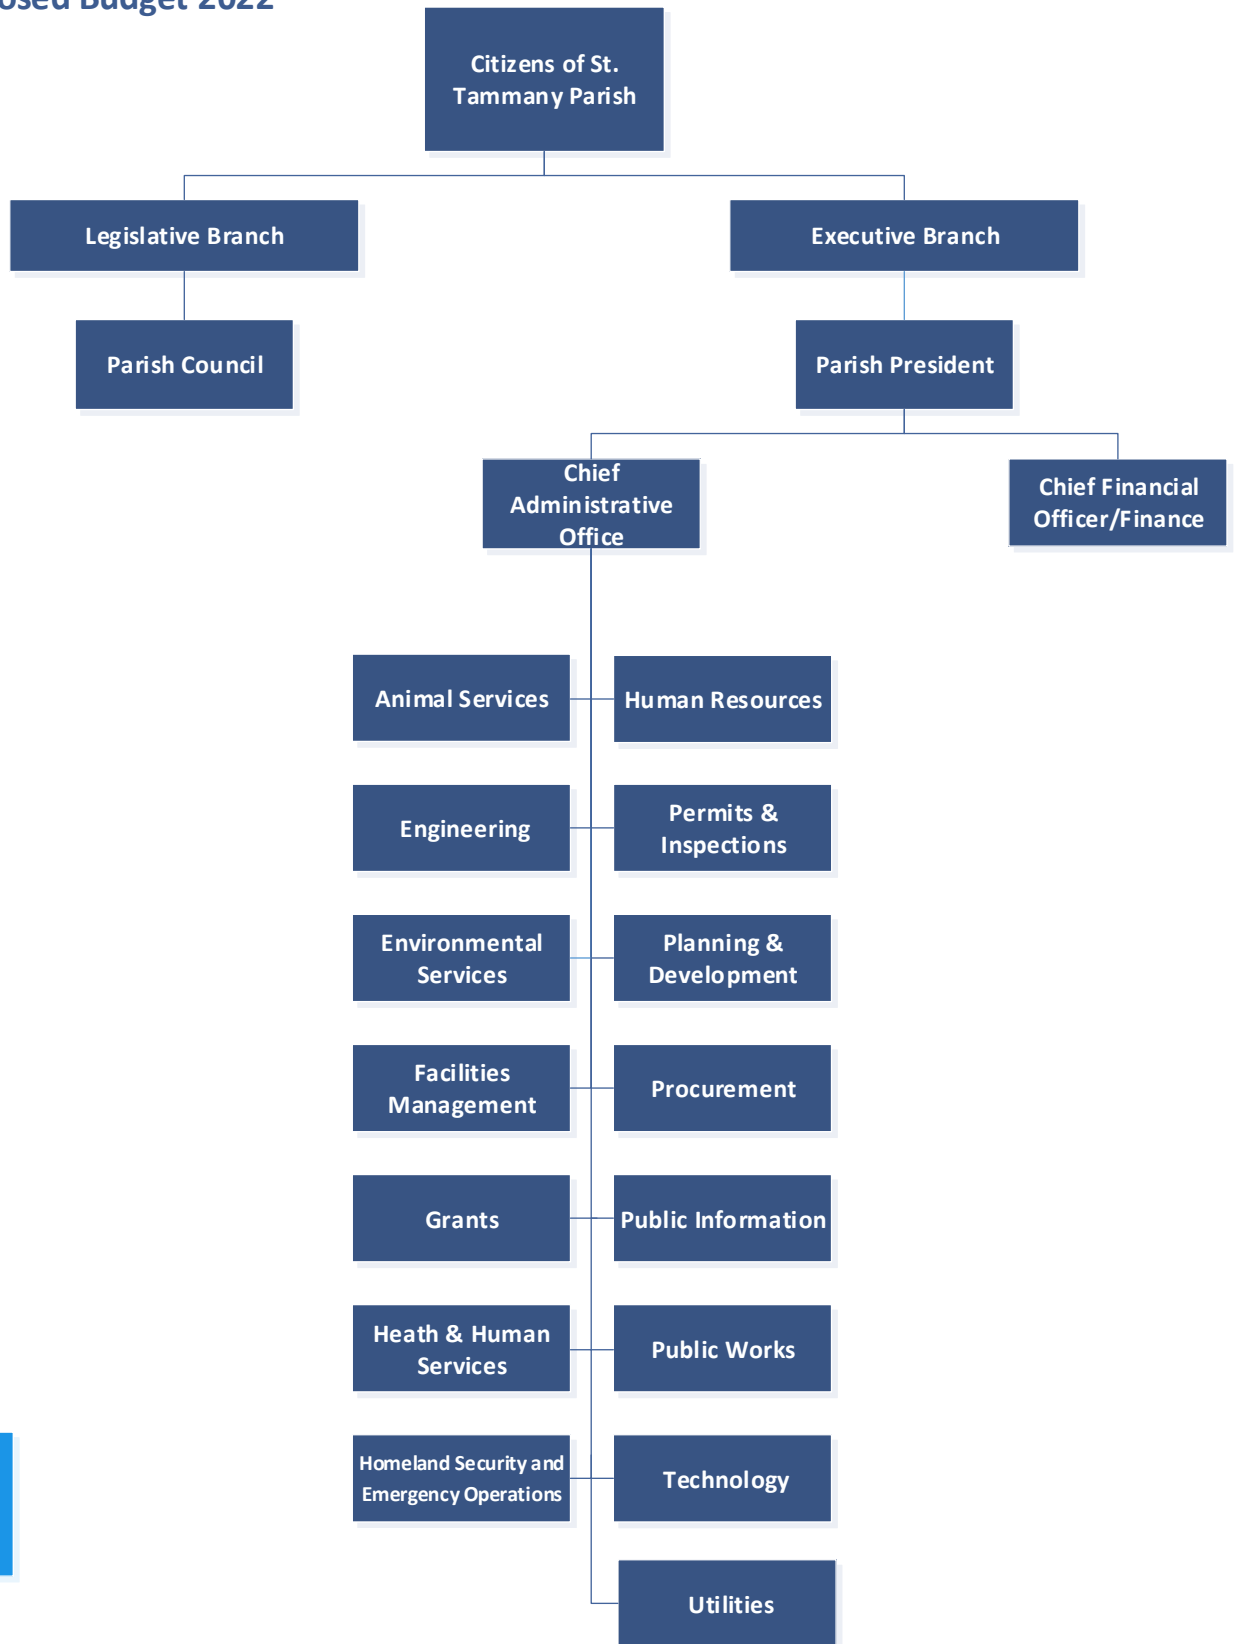 Budget 2022
Citizens of St.
Tammany Parish
Legislative Branch
Executive Branch
Parish Council
Parish President
Chief
Administrative
Office
Chief Financial
Officer/Finance
Animal Services
Human Resources
Engineering
Permits &
Inspections
Environmental
Services
Planning &
Development
Facilities
Management
Procurement
Grants
Public Information
Heath & Human
Services
Public Works
Homeland Security and
Emergency Operations
Technology
Utilities